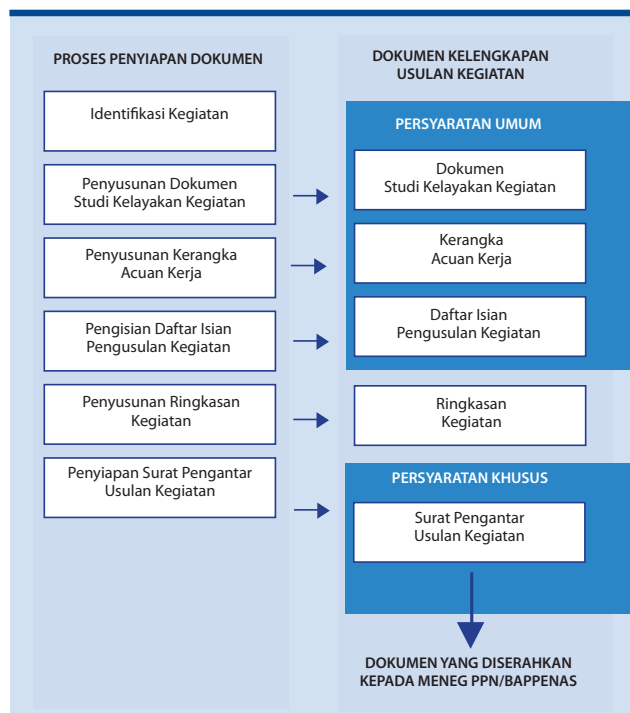 PROSES PENYIAPAN DOKUMEN
Identifikasi Kegiatan
Penyusunan Dokumen
Studi Kelayakan Kegiatan
Penyusunan Kerangka
Acuan Kerja
Pengisian Daftar Isian
Pengusulan Kegiatan
Penyusunan Ringkasan
Kegiatan
Penyiapan Surat Pengantar
Usulan Kegiatan
DOKUMEN KELENGKAPAN
USULAN KEGIATAN
PERSYARATAN UMUM
Dokumen
Studi Kelayakan Kegiatan
Kerangka
Acuan Kerja
Daftar Isian
Pengusulan Kegiatan
Ringkasan
Kegiatan
PERSYARATAN KHUSUS
Surat Pengantar
Usulan Kegiatan
DOKUMEN YANG DISERAHKAN
KEPADA MENEG PPN/BAPPENAS